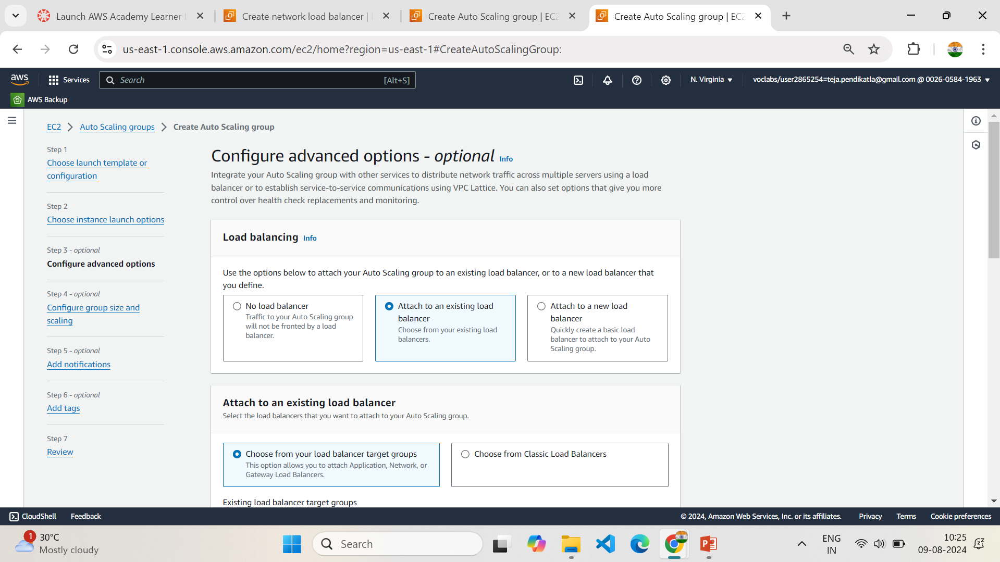 Launch AWS Academy Learner L
Create network load balancer | E
Create Auto Scaling group | EC2
Create Auto Scaling group | EC2
us-east-1.console.aws.amazon.com/ec2/home?region=us-east-1#CreateAutoScalingGroup:
aws
Services
Search
[Alt+S]
N. Virginia
voclabs/user2865254=teja.pendikatla@gmail.com @ 0026-0584-1963
AWS Backup
EC2
Auto Scaling groups
Create Auto Scaling group
Step 1
Choose launch template or
configuration
Step 2
Choose instance launch options
Step 3 - optional
Configure advanced options
Step 4 - optional
Configure group size and
scaling
Step 5 - optional
Add notifications
Step 6 - optional
Add tags
Step 7
Review
Configure advanced options - optional Info
Integrate your Auto Scaling group with other services to distribute network traffic across multiple servers using a load
balancer or to establish service-to-service communications using VPC Lattice. You can also set options that give you more
control over health check replacements and monitoring.
Load balancing Info
Use the options below to attach your Auto Scaling group to an existing load balancer, or to a new load balancer that
you define.
No load balancer
Traffic to your Auto Scaling group
will not be fronted by a load
balancer.
Attach to an existing load
balancer
Choose from your existing load
balancers.
Attach to a new load
balancer
Quickly create a basic load
balancer to attach to your Auto
Scaling group.
Attach to an existing load balancer
Select the load balancers that you want to attach to your Auto Scaling group.
Choose from your load balancer target groups
This option allows you to attach Application, Network, or
Gateway Load Balancers.
Choose from Classic Load Balancers
Existing load balancer target groups
CloudShell
Feedback
© 2024, Amazon Web Services, Inc. or its affiliates.
Privacy
Terms
Cookie preferences
1
30°C
Mostly cloudy
Search
ENG
IN
10:25
09-08-2024